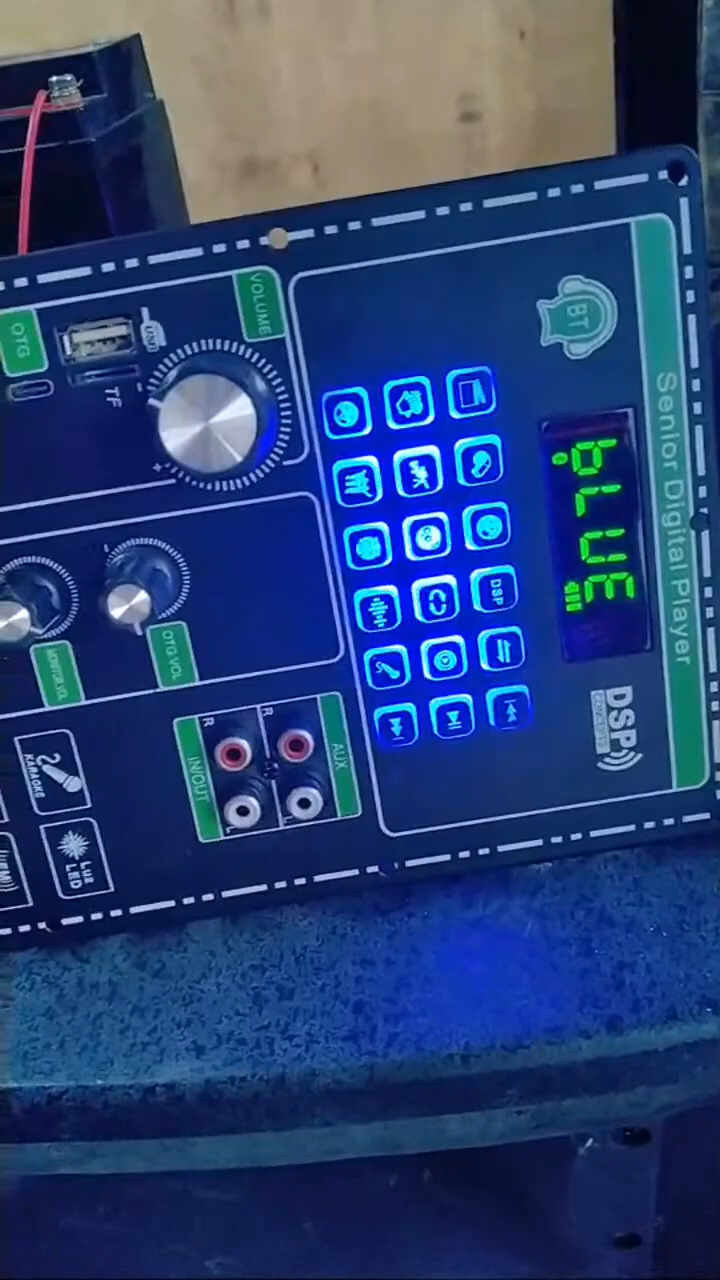 Senior Digital Player
BT
bLUE
DSP
DSP
VOLUME
OTG
USB
TF
+
-
MONITOR.VOL
OTG.VOL
AUX
IN/OUT
R
R
L
L
KARAOKE
Luz
LED